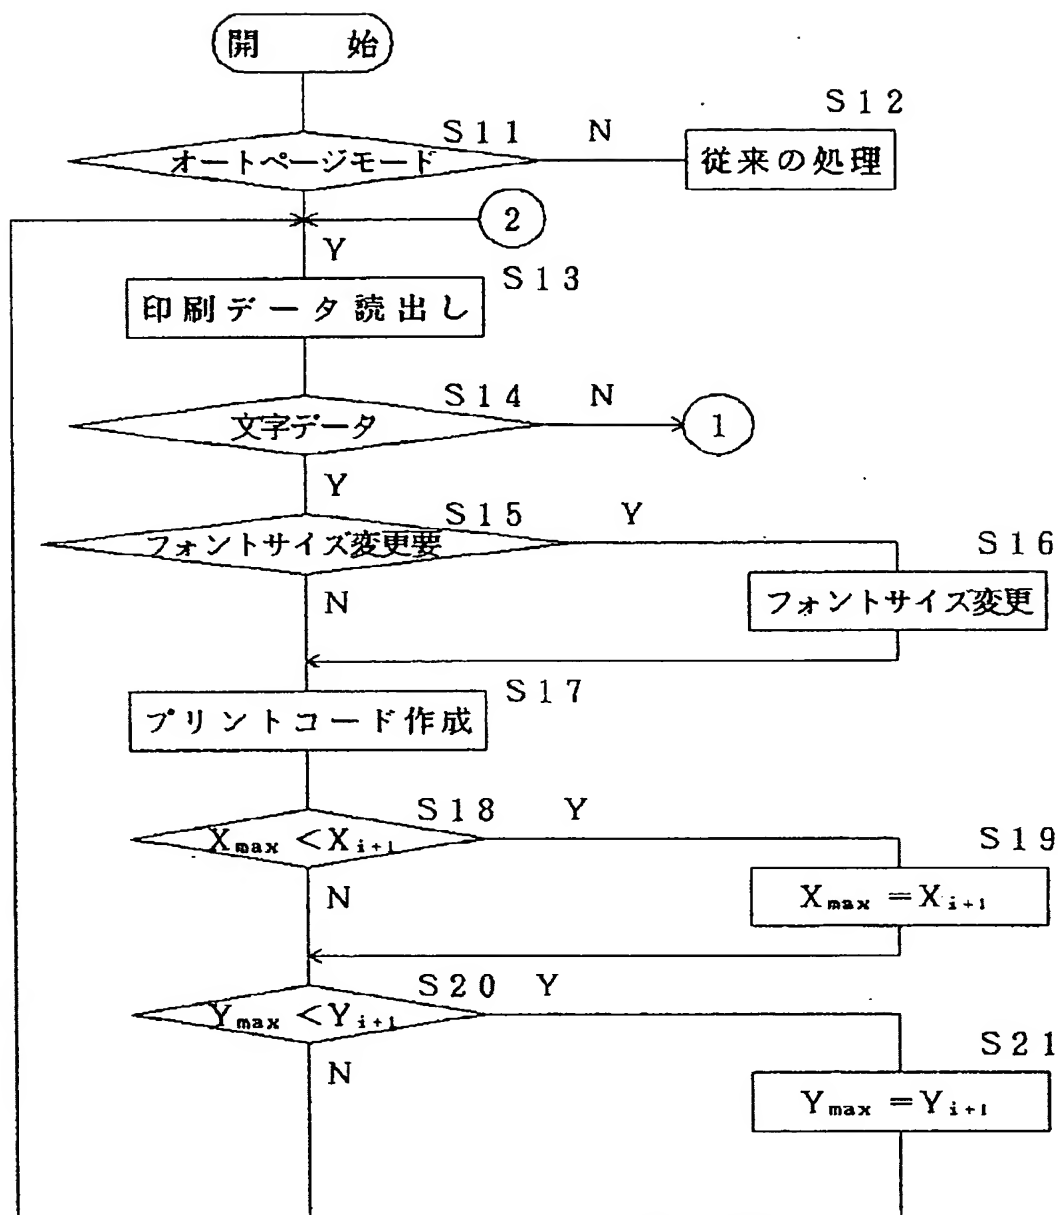 開 始
S11 N S12
オートページモード 従来の処理
2
Y
S13
印刷データ読出し
S14 N
文字データ 1
Y
S15 Y
フォントサイズ変更要 S16
N フォントサイズ変更
S17
プリントコード作成
S18 Y
Xmax <Xi+1 S19
N Xmax =Xi+1
S20 Y
Ymax <Yi+1
N S21
Ymax =Yi+1